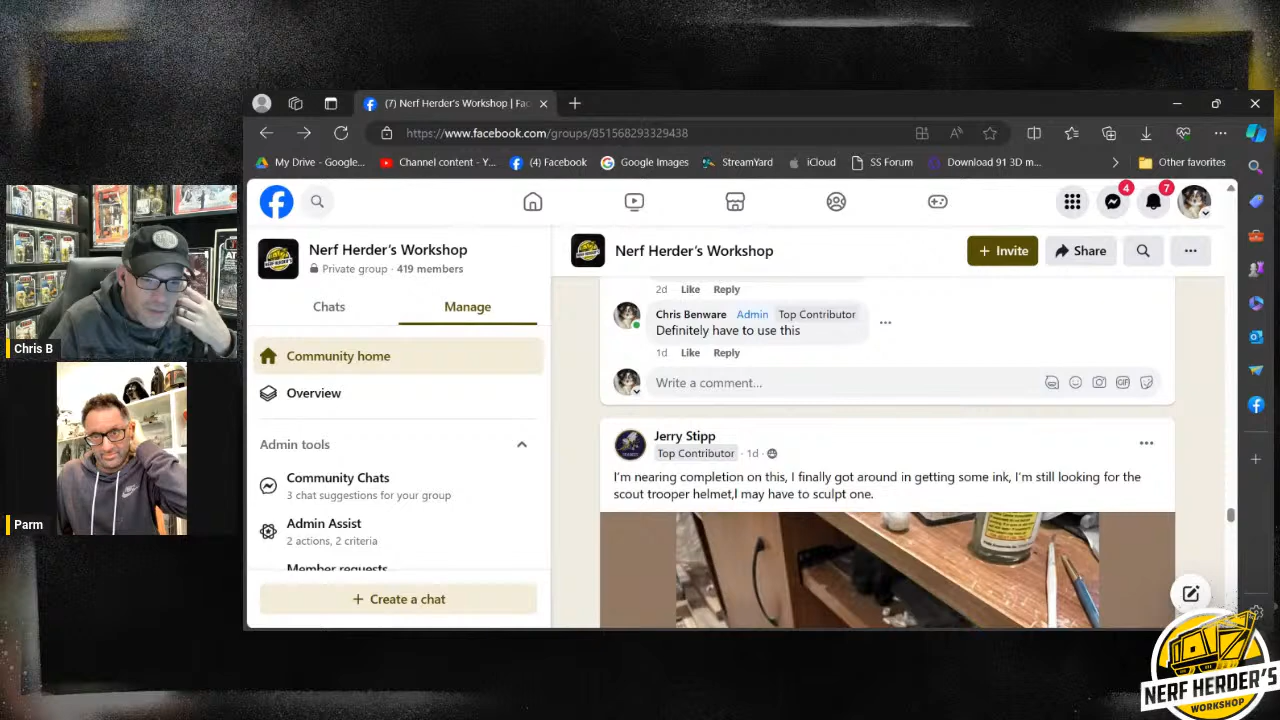 (7) Nerf Herder's Workshop | Fac
https://www.facebook.com/groups/851568293329438
My Drive - Google...
Channel content - Y...
(4) Facebook
Google Images
StreamYard
iCloud
SS Forum
Download 91 3D m...
Other favorites
4
7
Nerf Herder's Workshop
Private group · 419 members
Chats
Manage
Community home
Overview
Admin tools
Community Chats
3 chat suggestions for your group
Admin Assist
2 actions, 2 criteria
Member requests
+ Create a chat
Nerf Herder's Workshop
+ Invite
Share
2d Like Reply
Chris Benware Admin Top Contributor
Definitely have to use this
1d Like Reply
Write a comment...
GIF
Jerry Stipp
Top Contributor · 1d ·
I'm nearing completion on this, I finally got around in getting some ink, I'm still looking for the
scout trooper helmet,I may have to sculpt one.
Chris B
Parm
NERF HERDER'S
WORKSHOP